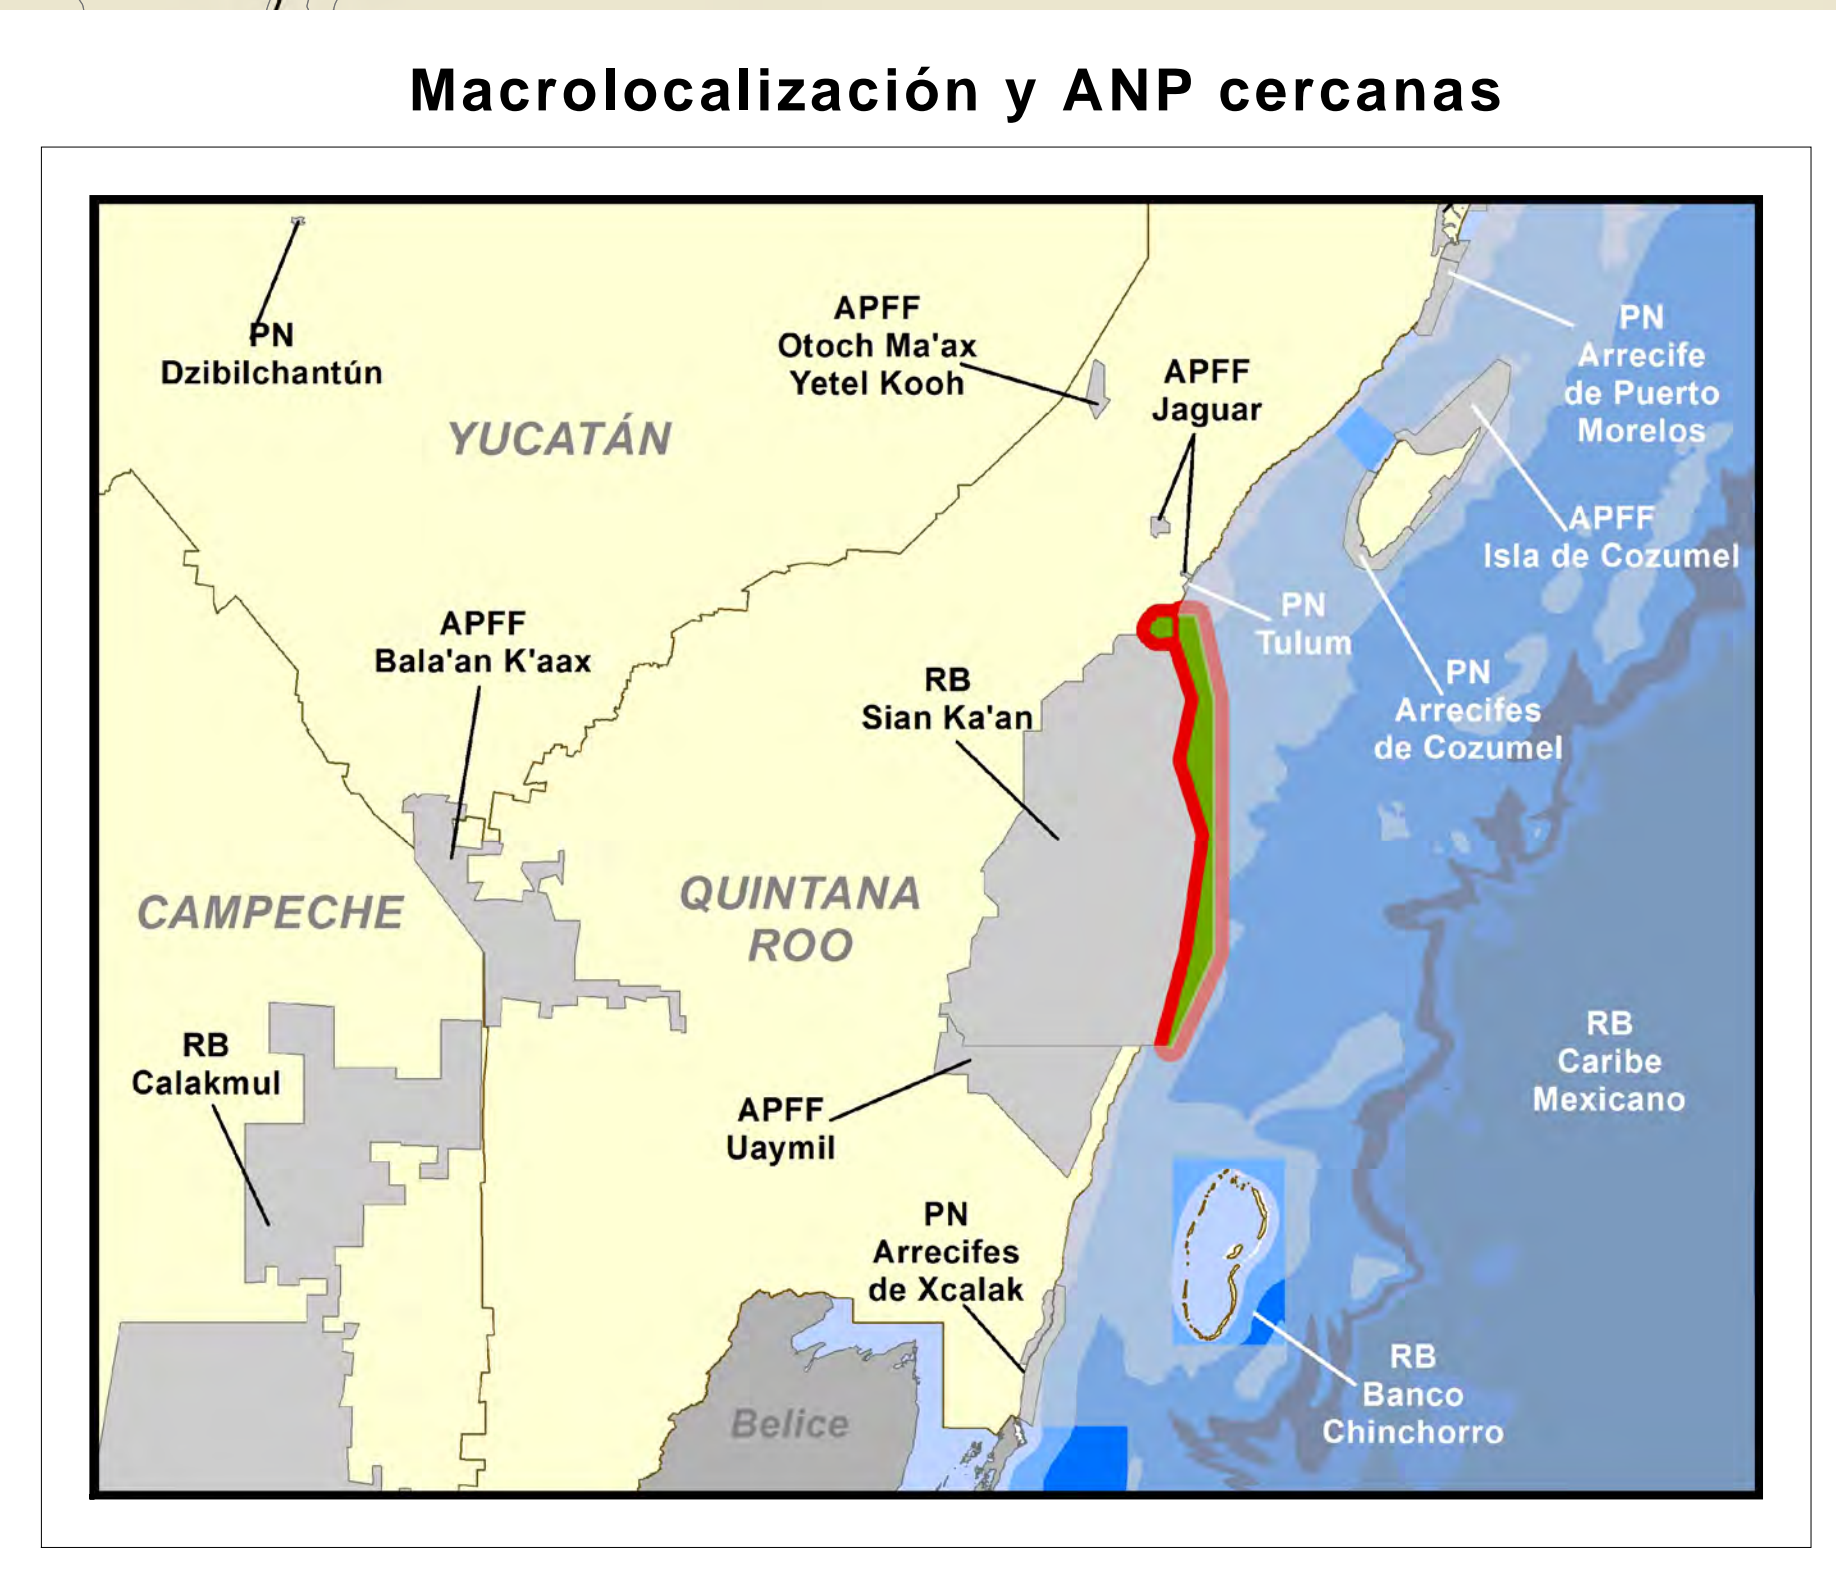 Macrolocalización y ANP cercanas
PN
Dzibilchantún
YUCATÁN
APFF
Otoch Ma'ax
Yetel Kooh
APFF
Jaguar
PN
Arrecife
de Puerto
Morelos
APFF
Isla de Cozumel
PN
Tulum
PN
Arrecifes
de Cozumel
APFF
Bala'an K'aax
RB
Sian Ka'an
CAMPECHE
QUINTANA
ROO
RB
Calakmul
APFF
Uaymil
RB
Caribe
Mexicano
PN
Arrecifes
de Xcalak
RB
Banco
Chinchorro
Belice